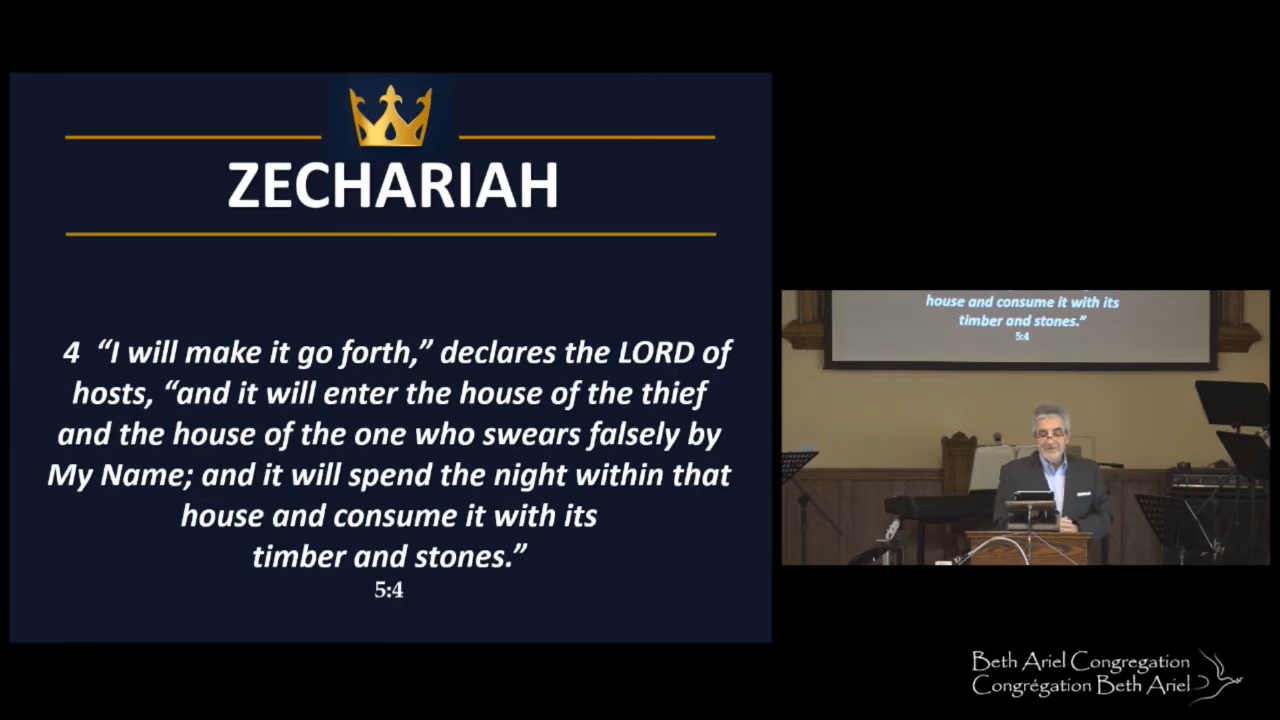 ZECHARIAH
4 “I will make it go forth,” declares the LORD of
hosts, “and it will enter the house of the thief
and the house of the one who swears falsely by
My Name; and it will spend the night within that
house and consume it with its
timber and stones.”
5:4
house and consume it with its
timber and stones.”
5:4
Beth Ariel Congregation
Congrégation Beth Ariel